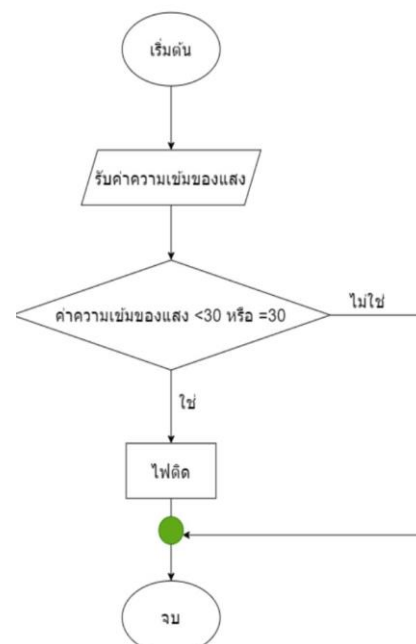 เริ่มต้น
รับค่าความเข้มของแสง
ค่าความเข้มของแสง <30 หรือ =30
ไม่ใช่
ใช่
ไฟติด
จบ